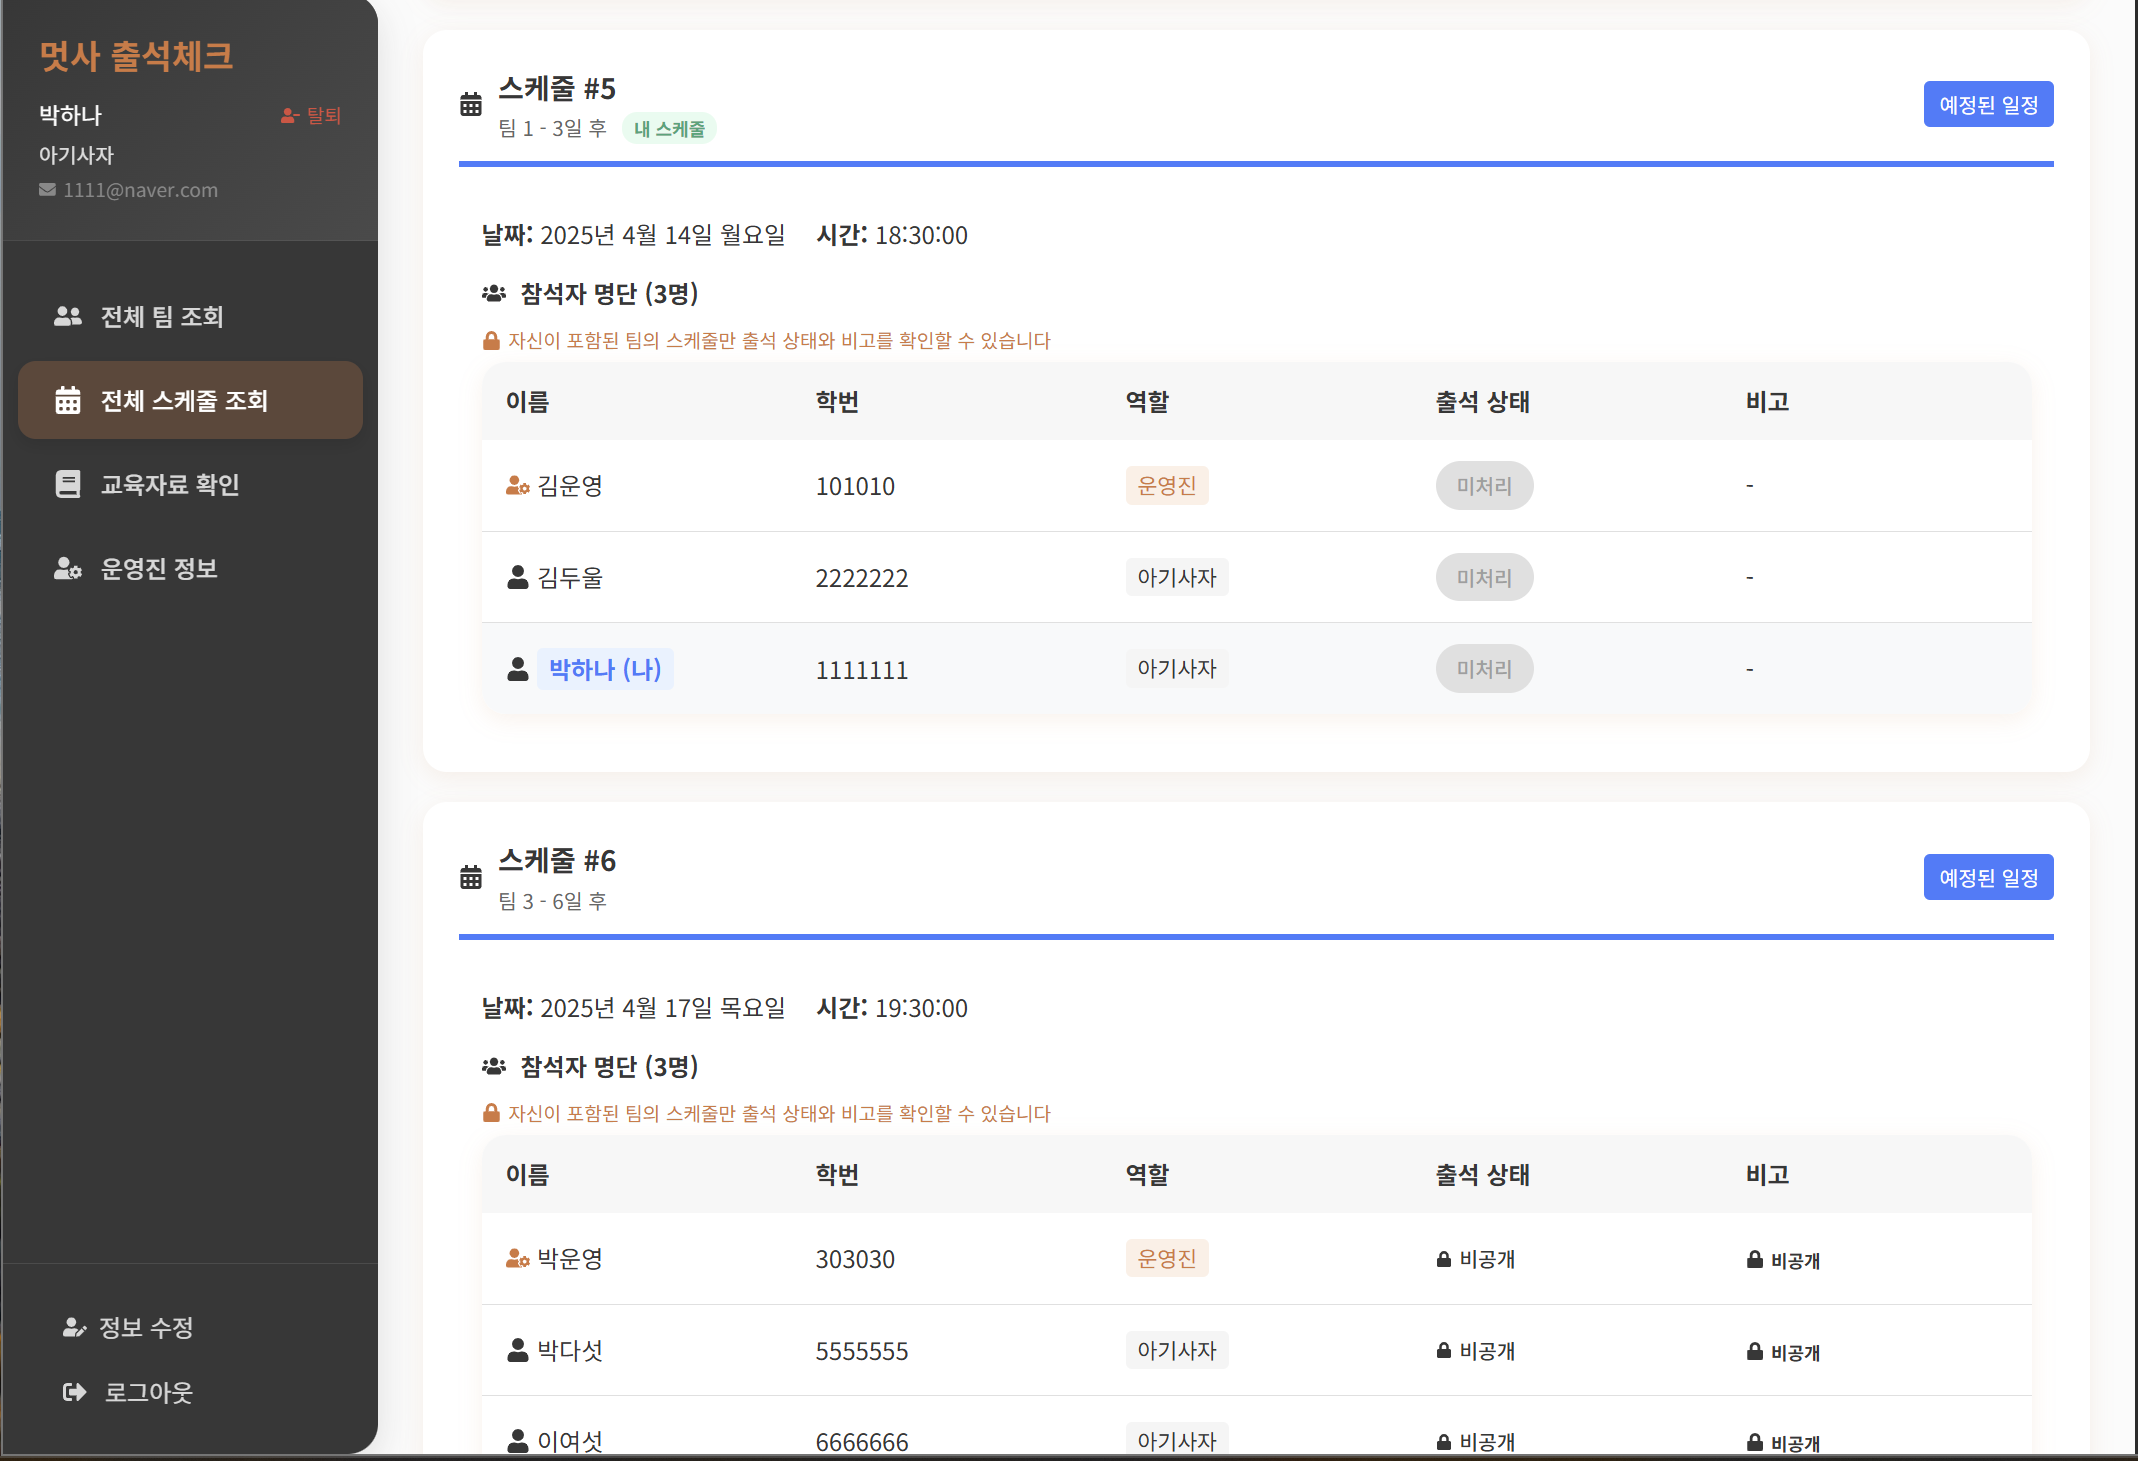 멋사 출석체크
박하나 탈퇴
아기사자
1111@naver.com
전체 팀 조회
전체 스케줄 조회
교육자료 확인
운영진 정보
정보 수정
로그아웃
스케줄 #5
팀 1 - 3일 후 내 스케줄
예정된 일정
날짜: 2025년 4월 14일 월요일 시간: 18:30:00
참석자 명단 (3명)
자신이 포함된 팀의 스케줄만 출석 상태와 비고를 확인할 수 있습니다
이름 학번 역할 출석 상태 비고
김운영 101010 운영진 미처리 -
김두울 2222222 아기사자 미처리 -
박하나 (나) 1111111 아기사자 미처리 -
스케줄 #6
팀 3 - 6일 후
예정된 일정
날짜: 2025년 4월 17일 목요일 시간: 19:30:00
참석자 명단 (3명)
자신이 포함된 팀의 스케줄만 출석 상태와 비고를 확인할 수 있습니다
이름 학번 역할 출석 상태 비고
박운영 303030 운영진 비공개 비공개
박다섯 5555555 아기사자 비공개 비공개
이여섯 6666666 아기사자 비공개 비공개